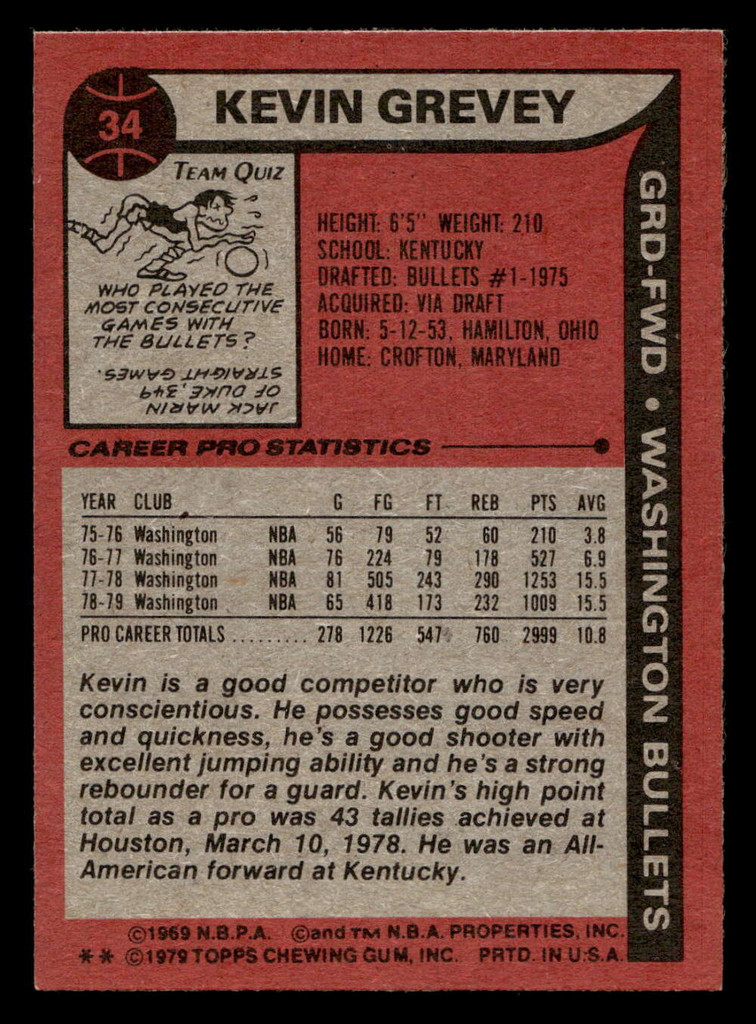 34
KEVIN GREVEY
TEAM QUIZ
WHO PLAYED THE
MOST CONSECUTIVE
GAMES WITH
THE BULLETS?
JACK MARIN
OF DUKE, 349
STRAIGHT GAMES.
HEIGHT: 6'5" WEIGHT: 210
SCHOOL: KENTUCKY
DRAFTED: BULLETS #1-1975
ACQUIRED: VIA DRAFT
BORN: 5-12-53, HAMILTON, OHIO
HOME: CROFTON, MARYLAND
GRD-FWD • WASHINGTON BULLETS
CAREER PRO STATISTICS
YEAR CLUB G FG FT REB PTS AVG
75-76 Washington NBA 56 79 52 60 210 3.8
76-77 Washington NBA 76 224 79 178 527 6.9
77-78 Washington NBA 81 505 243 290 1253 15.5
78-79 Washington NBA 65 418 173 232 1009 15.5
PRO CAREER TOTALS ......... 278 1226 547 760 2999 10.8
Kevin is a good competitor who is very
conscientious. He possesses good speed
and quickness, he's a good shooter with
excellent jumping ability and he's a strong
rebounder for a guard. Kevin's high point
total as a pro was 43 tallies achieved at
Houston, March 10, 1978. He was an All-
American forward at Kentucky.
©1969 N.B.P.A. ©and TM N.B.A. PROPERTIES, INC.
** ©1979 TOPPS CHEWING GUM, INC. PRTD. IN U.S.A.